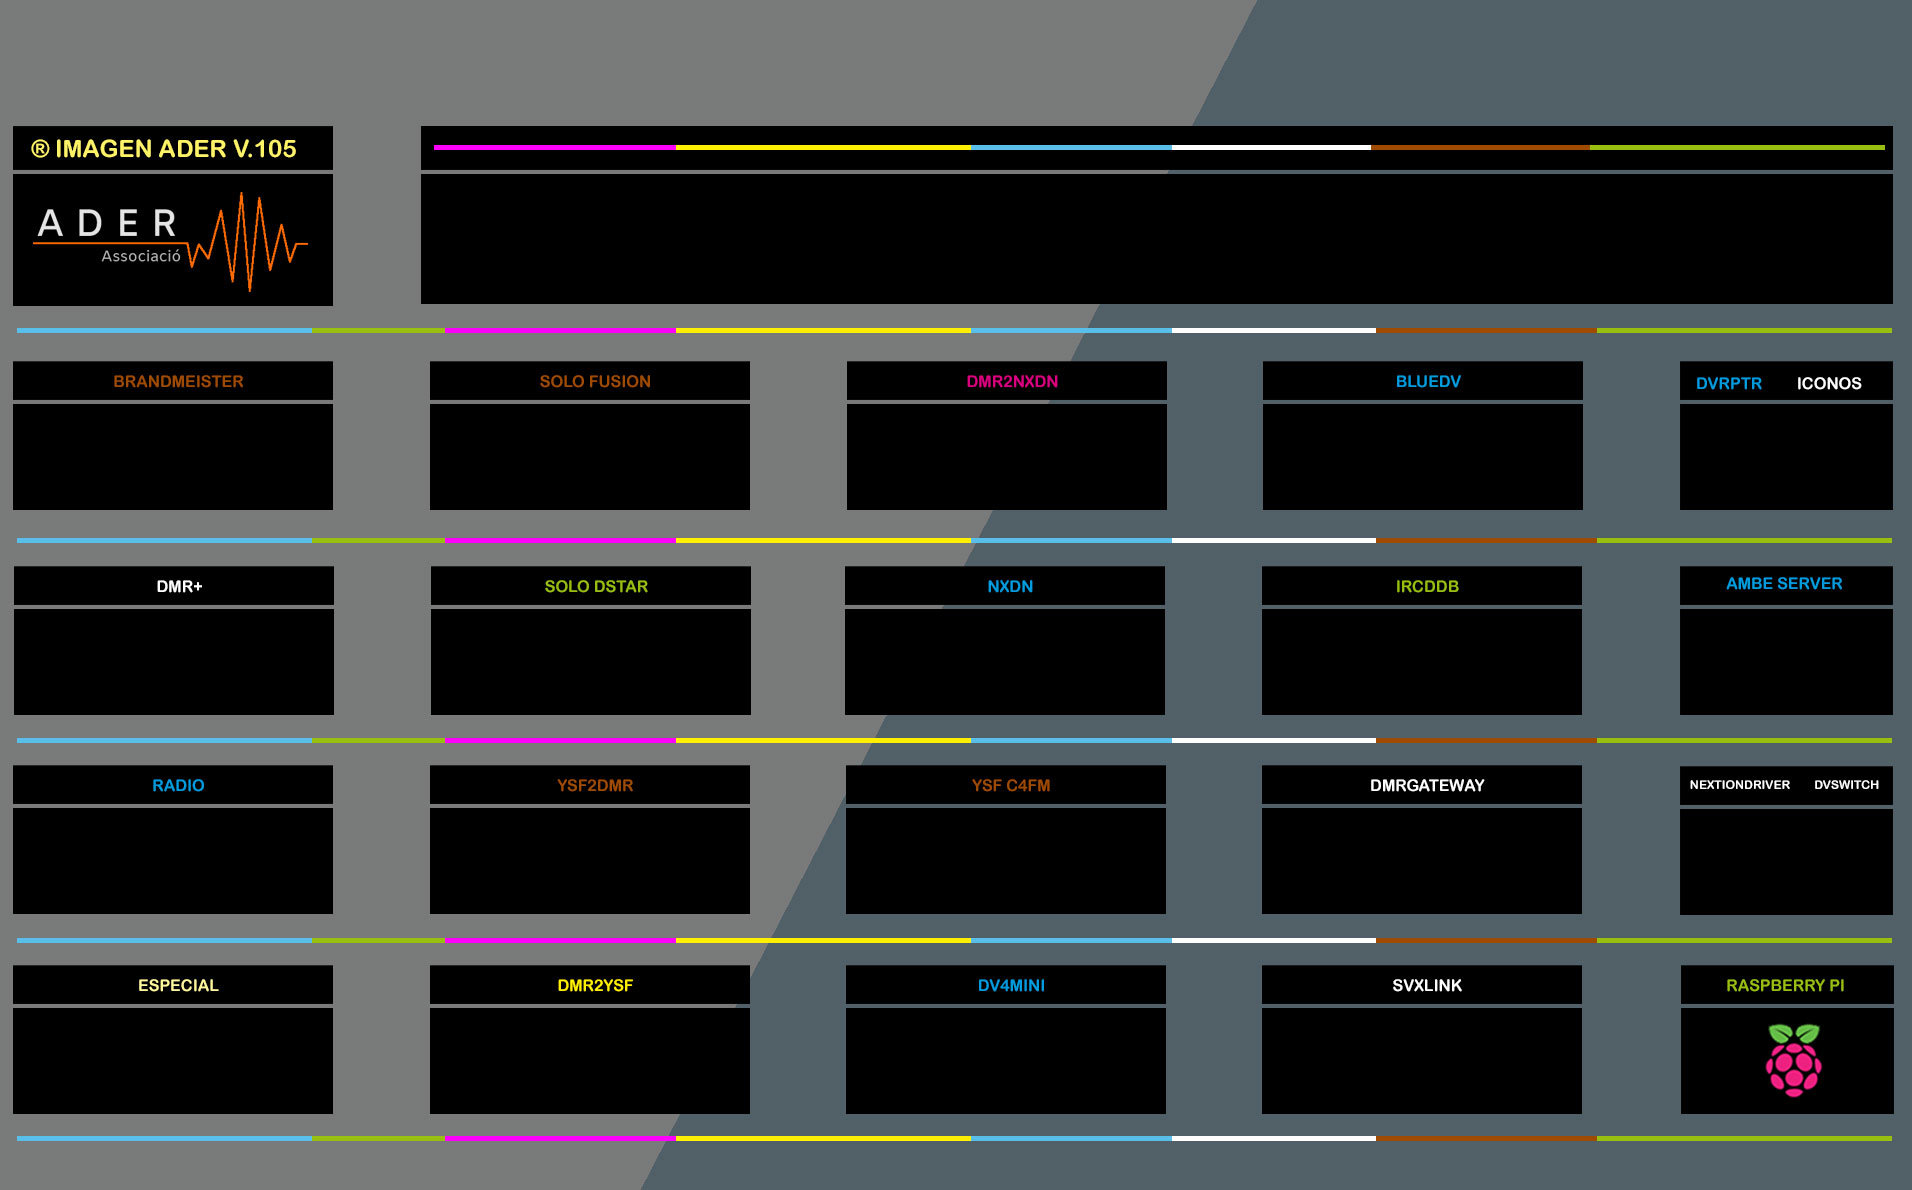 ® IMAGEN ADER V.105
ADER
Associació
BRANDMEISTER
SOLO FUSION
DMR2NXDN
BLUEDV
DVRPTR ICONOS
DMR+
SOLO DSTAR
NXDN
IRCDDB
AMBE SERVER
RADIO
YSF2DMR
YSF C4FM
DMRGATEWAY
NEXTIONDRIVER DVSWITCH
ESPECIAL
DMR2YSF
DV4MINI
SVXLINK
RASPBERRY PI